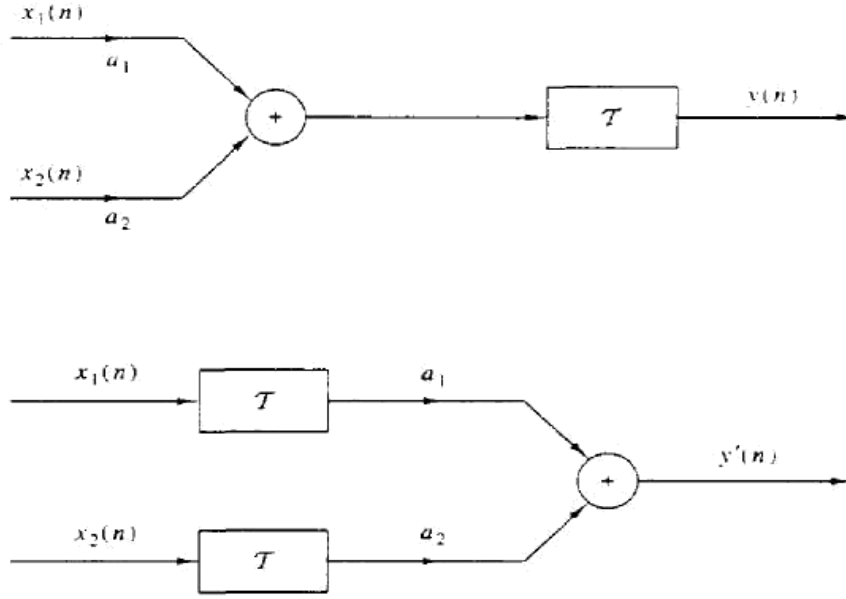 x₁(n)
a₁
+
𝒯
y(n)
x₂(n)
a₂
x₁(n)
𝒯
a₁
+
y′(n)
x₂(n)
𝒯
a₂